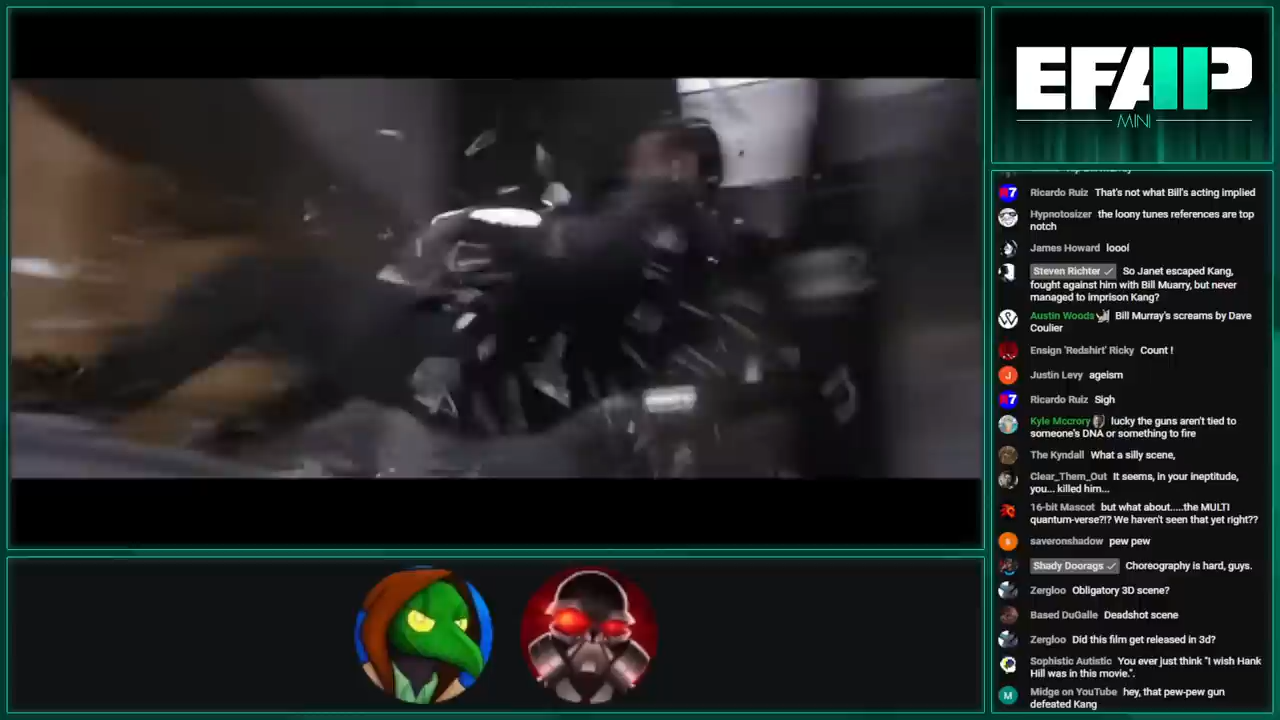 EFAP
MINI
Ricardo Ruiz That's not what Bill's acting implied
Hypnotosizer the loony tunes references are top
notch
James Howard loool
Steven Richter So Janet escaped Kang,
fought against him with Bill Muarry, but never
managed to imprison Kang?
Austin Woods Bill Murray's screams by Dave
Coulier
Ensign 'Redshirt' Ricky Count !
Justin Levy ageism
Ricardo Ruiz Sigh
Kyle Mccrory lucky the guns aren't tied to
someone's DNA or something to fire
The Kyndall What a silly scene,
Clear_Them_Out It seems, in your ineptitude,
you... killed him...
16-bit Mascot but what about.....the MULTI
quantum-verse?!? We haven't seen that yet right??
saveronshadow pew pew
Shady Doorags Choreography is hard, guys.
Zergloo Obligatory 3D scene?
Based DuGalle Deadshot scene
Zergloo Did this film get released in 3d?
Sophistic Autistic You ever just think "I wish Hank
Hill was in this movie.".
Midge on YouTube hey, that pew-pew gun
defeated Kang